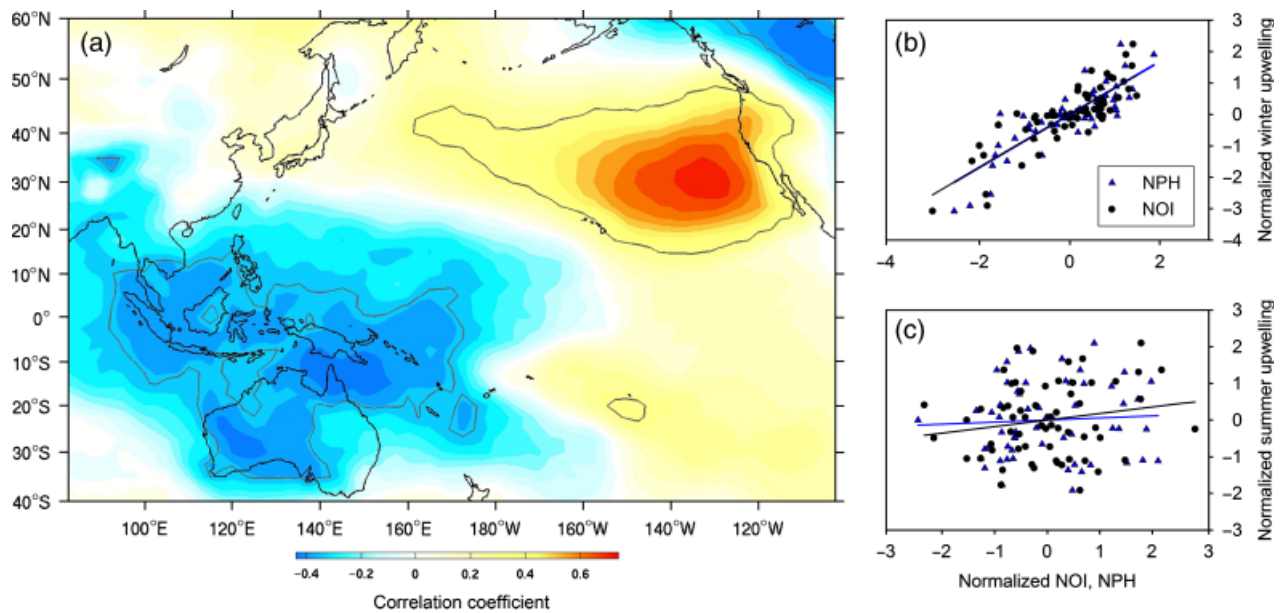 (a)
60°N
50°N
40°N
30°N
20°N
10°N
0°
10°S
20°S
30°S
40°S
100°E 120°E 140°E 160°E 180°W 160°W 140°W 120°W
−0.4 −0.2 0 0.2 0.4 0.6
Correlation coefficient
(b)
3
2
1
0
−1
−2
−3
−4
Normalized winter upwelling
NPH
NOI
−4 −2 0 2
(c)
3
2
1
0
−1
−2
−3
Normalized summer upwelling
−3 −2 −1 0 1 2 3
Normalized NOI, NPH